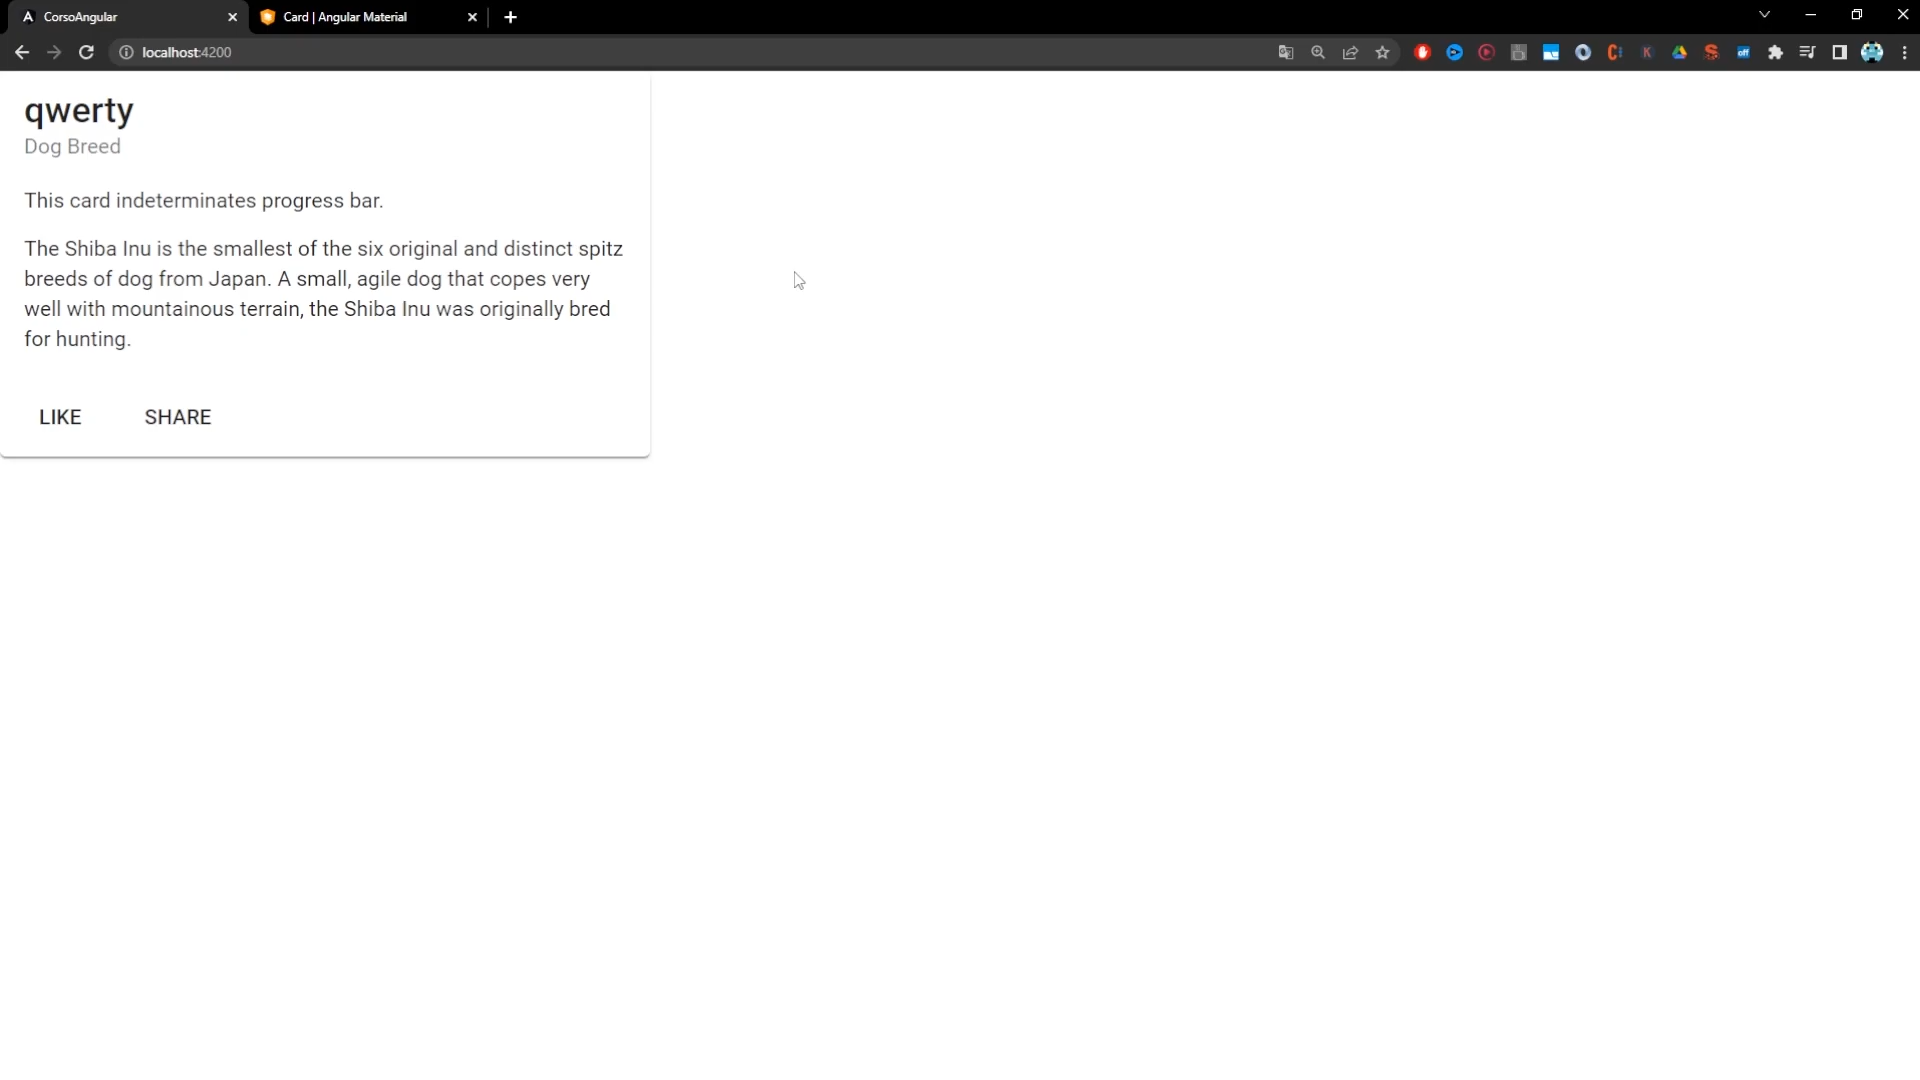 CorsoAngular
Card | Angular Material
localhost:4200
qwerty
Dog Breed
This card indeterminates progress bar.
The Shiba Inu is the smallest of the six original and distinct spitz
breeds of dog from Japan. A small, agile dog that copes very
well with mountainous terrain, the Shiba Inu was originally bred
for hunting.
LIKE SHARE